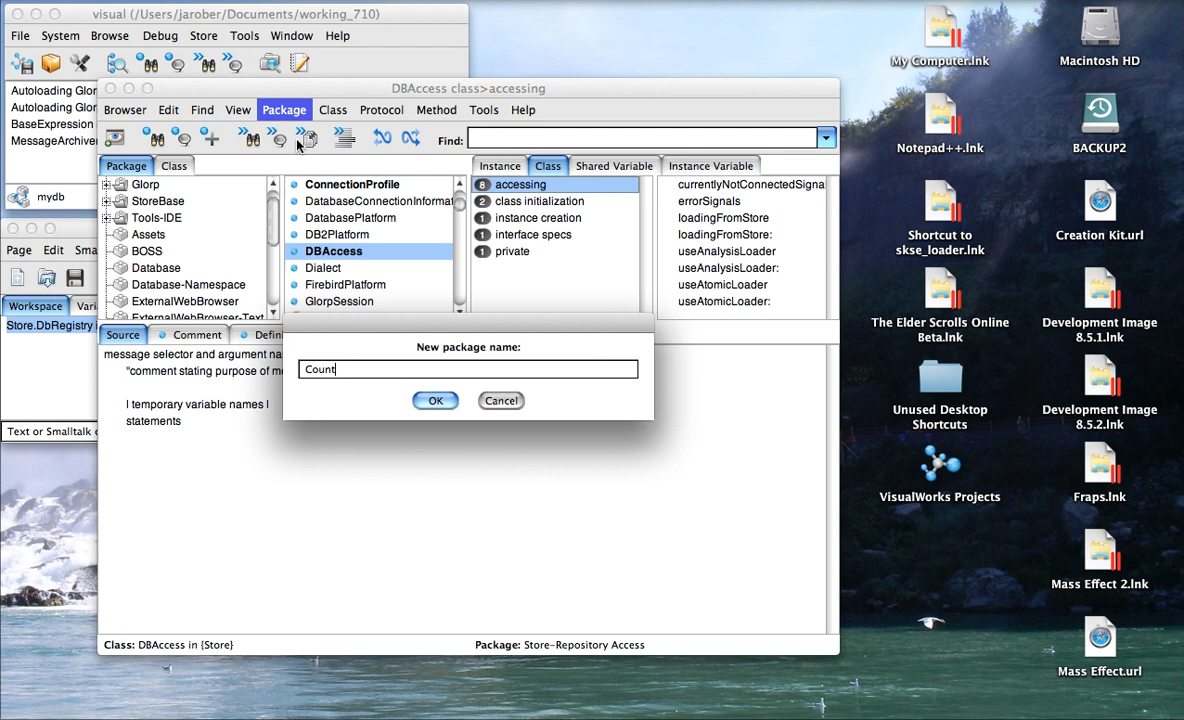 visual (/Users/jarober/Documents/working_710)
File System Browse Debug Store Tools Window Help
Autoloading Glor
Autoloading Glor
BaseExpression
MessageArchive
mydb
Page Edit Sma
Workspace Vari
Store.DbRegistry i
Text or Smalltalk e
DBAccess class>accessing
Browser Edit Find View Package Class Protocol Method Tools Help
Find:
Package Class
Instance Class Shared Variable Instance Variable
Glorp
StoreBase
Tools-IDE
Assets
BOSS
Database
Database-Namespace
ExternalWebBrowser
ExternalWebBrowser-Text
ConnectionProfile
DatabaseConnectionInformat
DatabasePlatform
DB2Platform
DBAccess
Dialect
FirebirdPlatform
GlorpSession
8 accessing
2 class initialization
1 instance creation
1 interface specs
1 private
currentlyNotConnectedSigna
errorSignals
loadingFromStore
loadingFromStore:
useAnalysisLoader
useAnalysisLoader:
useAtomicLoader
useAtomicLoader:
Source Comment Defini
message selector and argument na
"comment stating purpose of me
| temporary variable names |
statements
New package name:
Count
OK Cancel
Class: DBAccess in {Store}
Package: Store-Repository Access
My Computer.lnk
Macintosh HD
Notepad++.lnk
BACKUP2
Shortcut to
skse_loader.lnk
Creation Kit.url
The Elder Scrolls Online
Beta.lnk
Development Image
8.5.1.lnk
Unused Desktop
Shortcuts
Development Image
8.5.2.lnk
VisualWorks Projects
Fraps.lnk
Mass Effect 2.lnk
Mass Effect.url